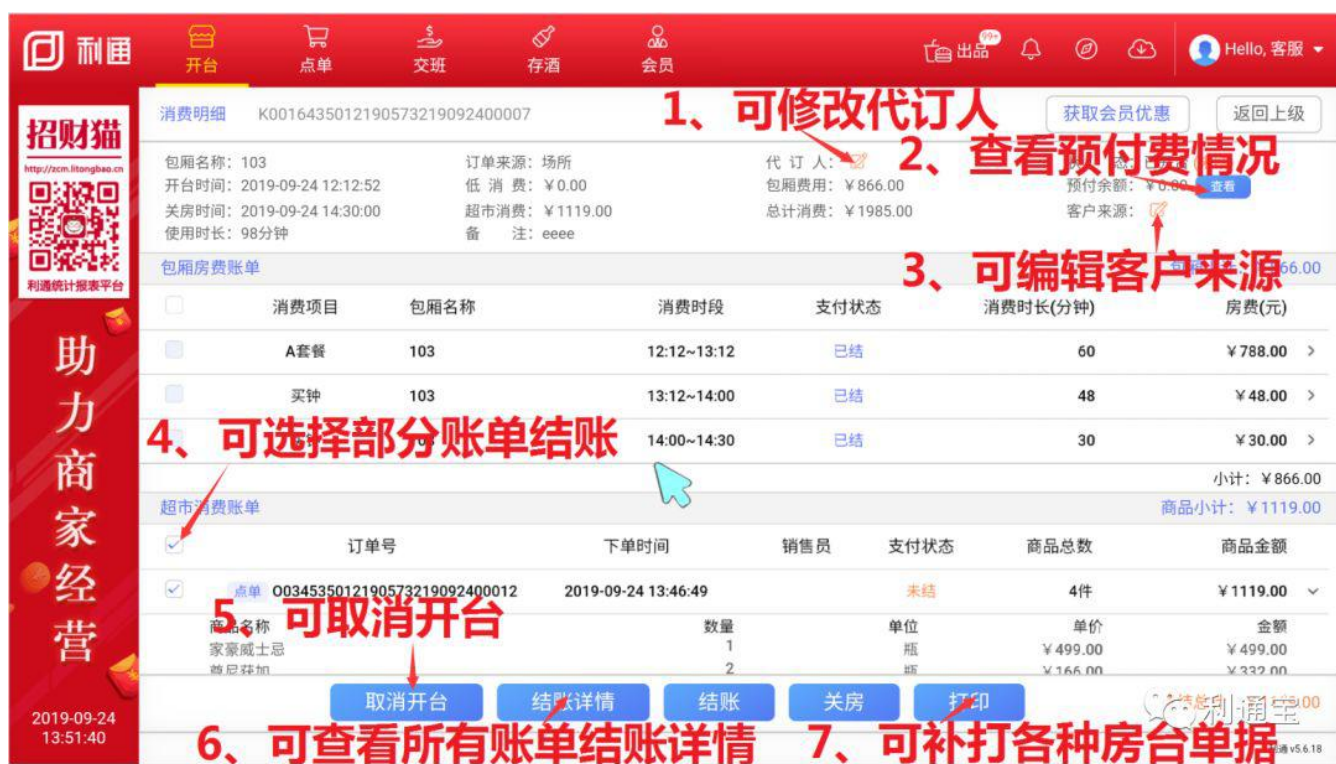 利通
开台
点单
交班
存酒
会员
出品
99+
Hello, 客服
招财猫
http://zcm.litongbao.cn
利通统计报表平台
助力商家经营
2019-09-24
13:51:40
消费明细 K0016435012190573219092400007
1、可修改代订人
获取会员优惠
返回上级
2、查看预付费情况
包厢名称：103
订单来源：场所
代 订 人：
开台时间：2019-09-24 12:12:52
低 消 费：￥0.00
包厢费用：￥866.00
预付余额：￥0.00 查看
关房时间：2019-09-24 14:30:00
超市消费：￥1119.00
总计消费：￥1985.00
客户来源：
使用时长：98分钟
备 注：eeee
3、可编辑客户来源
包厢房费账单
消费项目 包厢名称 消费时段 支付状态 消费时长(分钟) 房费(元)
A套餐 103 12:12~13:12 已结 60 ￥788.00
买钟 103 13:12~14:00 已结 48 ￥48.00
14:00~14:30 已结 30 ￥30.00
4、可选择部分账单结账
小计：￥866.00
超市消费账单
商品小计：￥1119.00
订单号 下单时间 销售员 支付状态 商品总数 商品金额
点单 O034535012190573219092400012 2019-09-24 13:46:49 未结 4件 ￥1119.00
5、可取消开台
商品名称 数量 单位 单价 金额
家豪威士忌 1 瓶 ￥499.00 ￥499.00
尊尼获加 2 瓶 ￥166.00 ￥332.00
取消开台
结账详情
结账
关房
打印
利通宝
6、可查看所有账单结账详情
7、可补打各种房台单据
v5.6.18